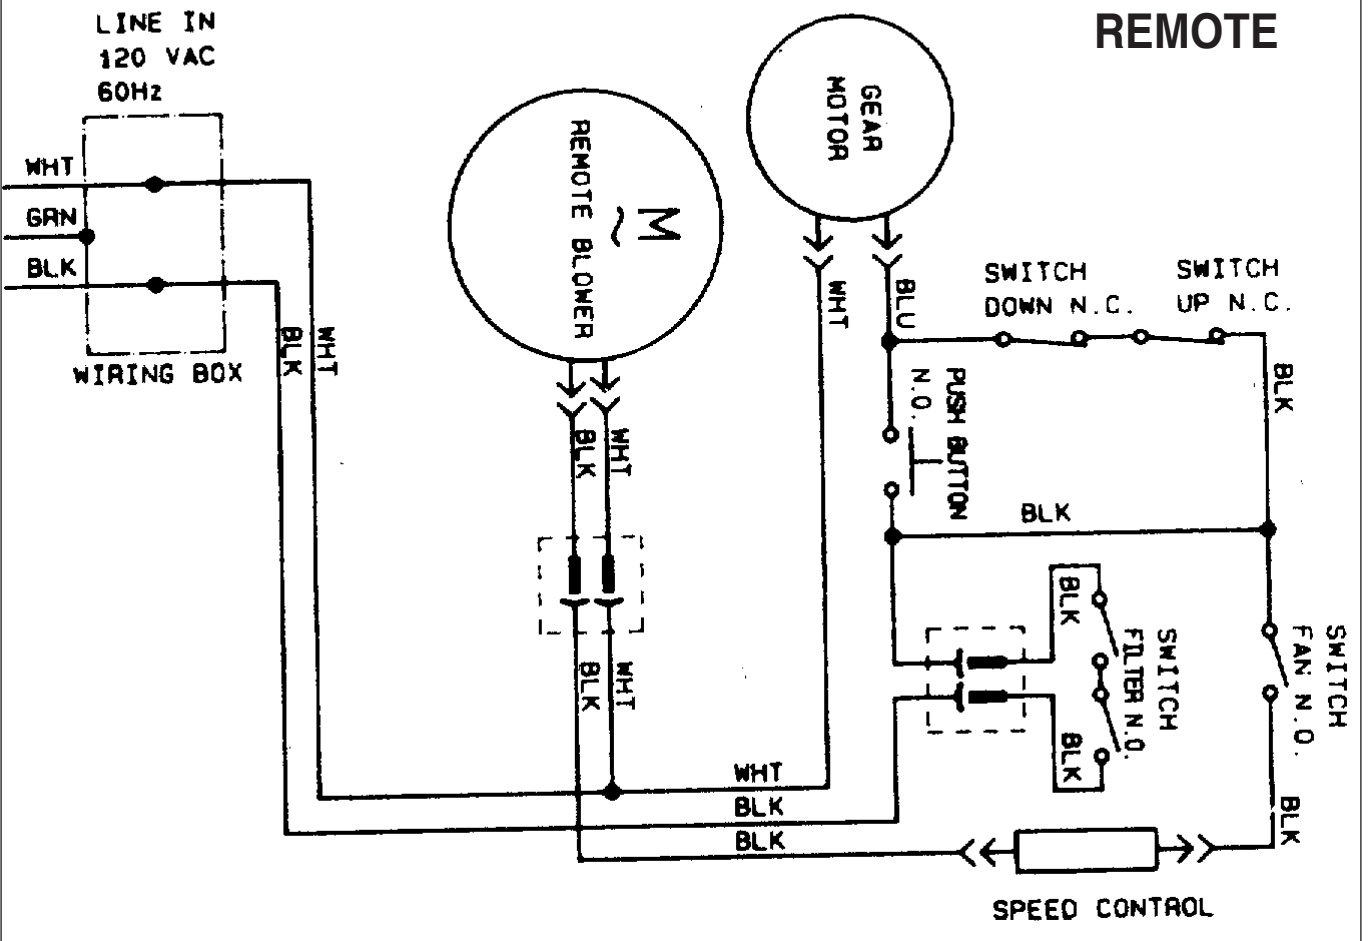 REMOTE
LINE IN
120 VAC
60Hz
WHT
GRN
BLK
WIRING BOX
BLK
WHT
REMOTE BLOWER
M
~
GEAR
MOTOR
WHT
BLU
SWITCH
DOWN N.C.
SWITCH
UP N.C.
BLK
PUSH BUTTON
N.O.
BLK
BLK
WHT
BLK
WHT
BLK
BLK
SWITCH
FILTER N.O.
SWITCH
FAN N.O.
WHT
BLK
BLK
BLK
SPEED CONTROL